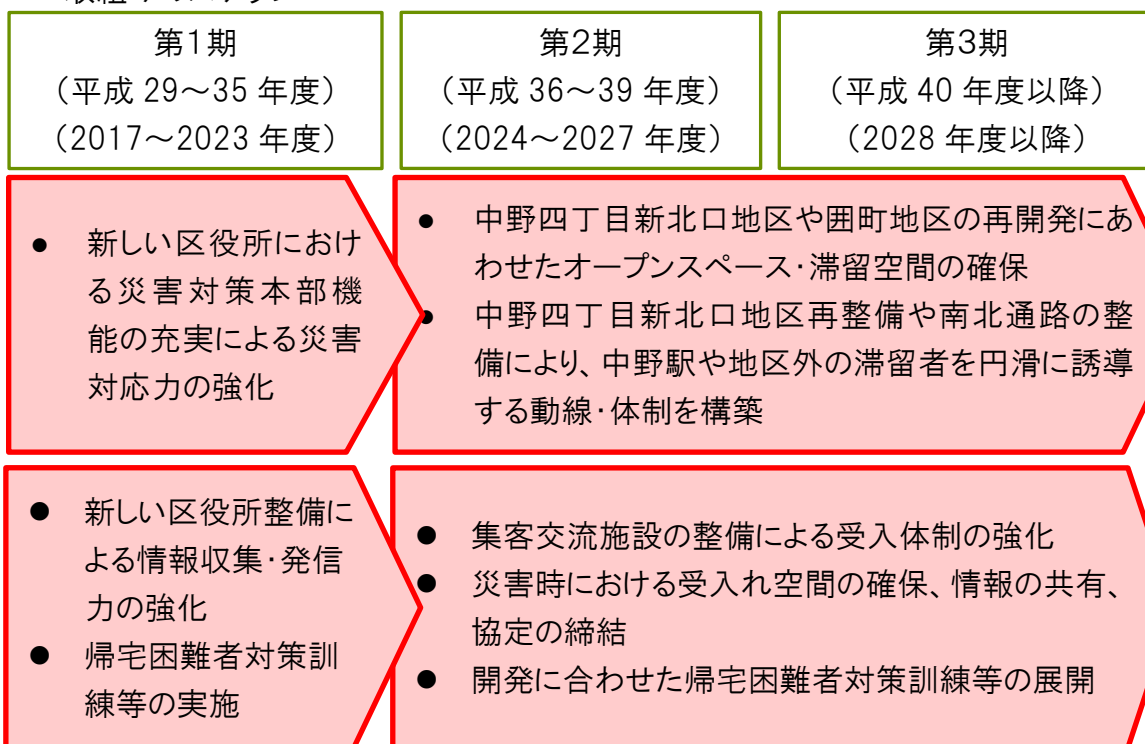 第1期
（平成 29～35 年度）
（2017～2023 年度）
第2期
（平成 36～39 年度）
（2024～2027 年度）
第3期
（平成 40 年度以降）
（2028 年度以降）
● 新しい区役所におけ
る災害対策本部機
能の充実による災害
対応力の強化
● 中野四丁目新北口地区や囲町地区の再開発にあ
わせたオープンスペース・滞留空間の確保
● 中野四丁目新北口地区再整備や南北通路の整
備により、中野駅や地区外の滞留者を円滑に誘導
する動線・体制を構築
● 新しい区役所整備に
よる情報収集・発信
力の強化
● 帰宅困難者対策訓
練等の実施
● 集客交流施設の整備による受入体制の強化
● 災害時における受入れ空間の確保、情報の共有、
協定の締結
● 開発に合わせた帰宅困難者対策訓練等の展開